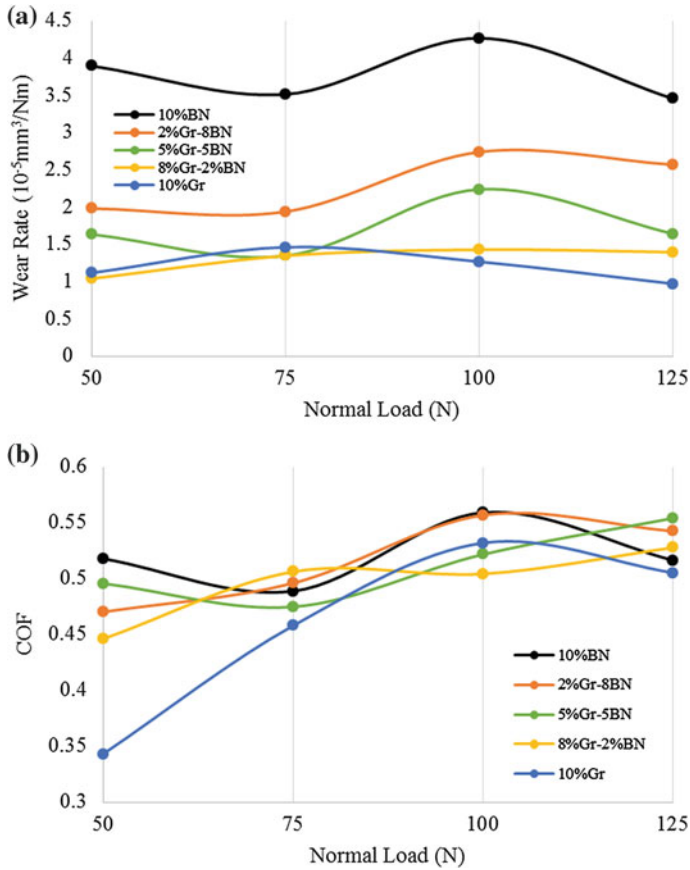 (a)
4.5
4
3.5
3
2.5
2
1.5
1
0.5
0
Wear Rate (10⁻⁵mm³/Nm)
10%BN
2%Gr-8BN
5%Gr-5BN
8%Gr-2%BN
10%Gr
50 75 100 125
Normal Load (N)
(b)
0.6
0.55
0.5
0.45
0.4
0.35
0.3
COF
10%BN
2%Gr-8BN
5%Gr-5BN
8%Gr-2%BN
10%Gr
50 75 100 125
Normal Load (N)